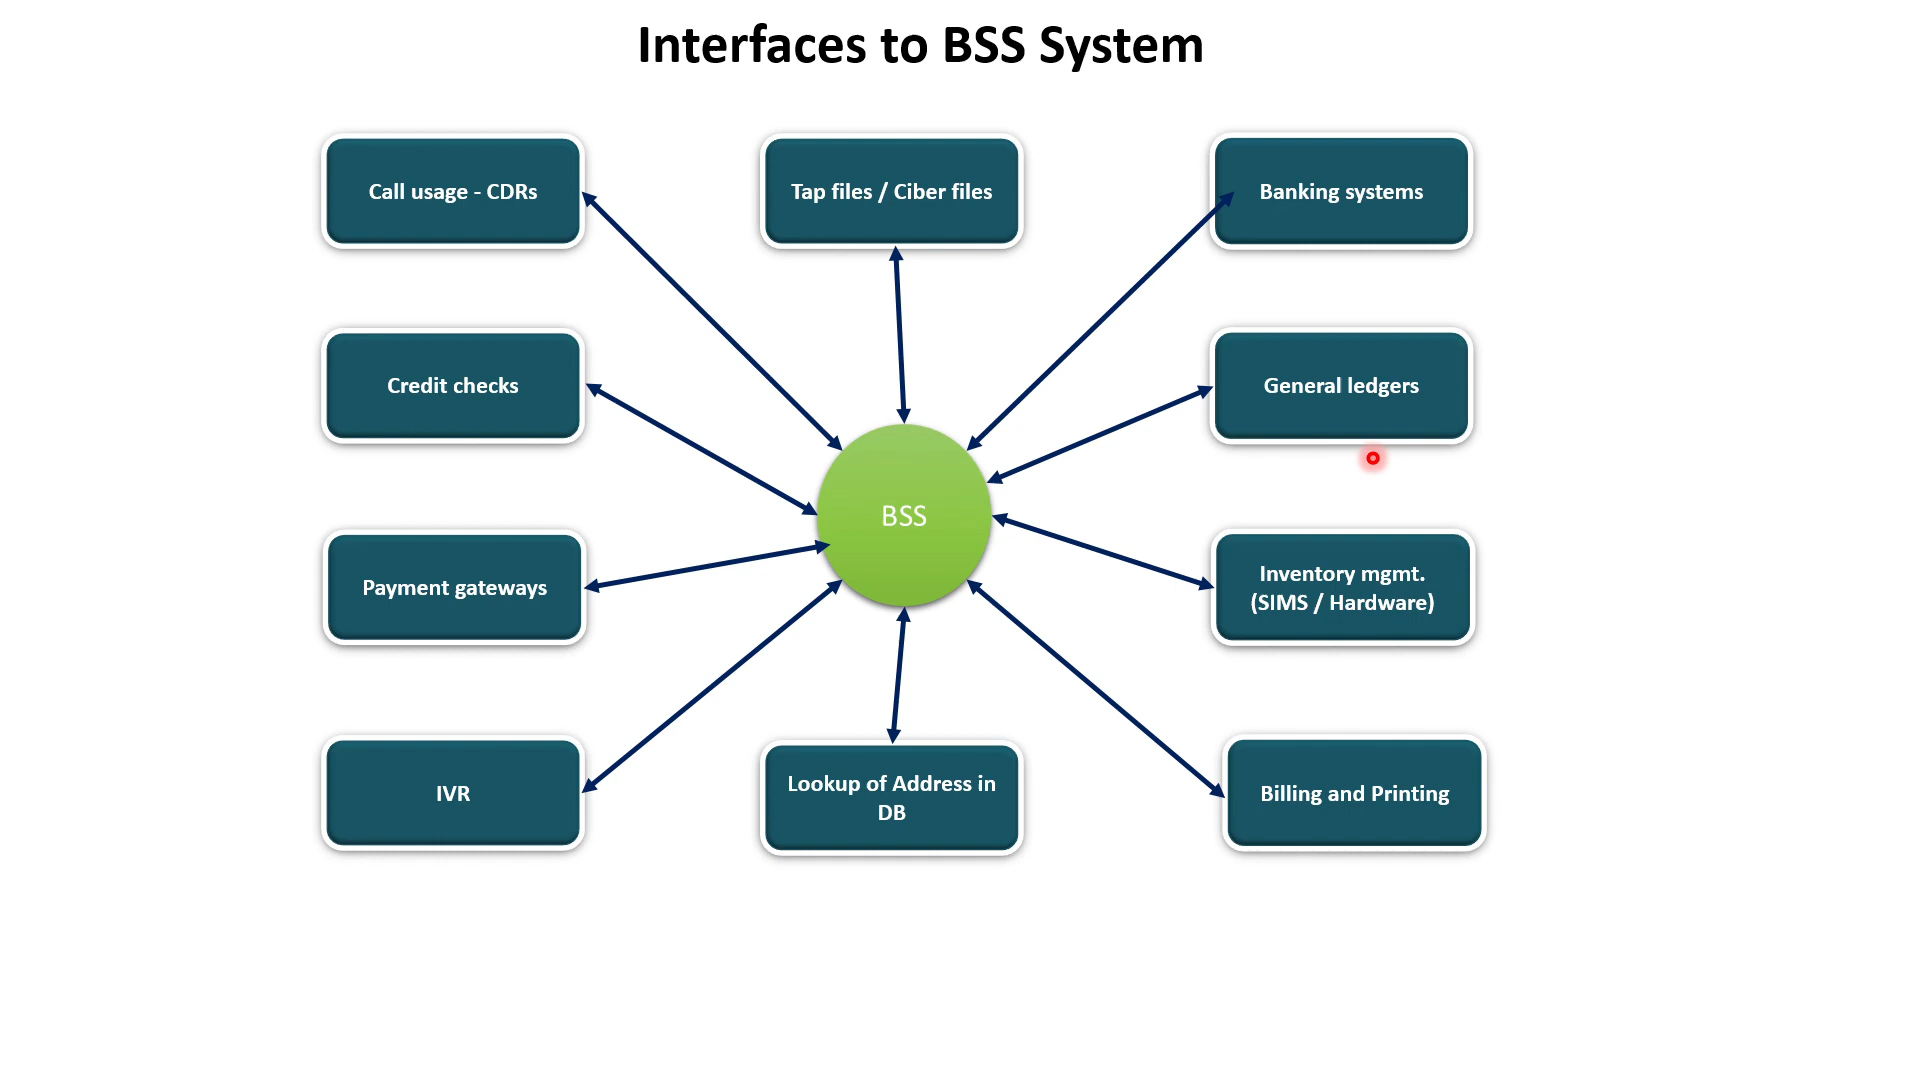 Interfaces to BSS System
Call usage - CDRs
Tap files / Ciber files
Banking systems
Credit checks
General ledgers
BSS
Payment gateways
Inventory mgmt.
(SIMS / Hardware)
IVR
Lookup of Address in
DB
Billing and Printing